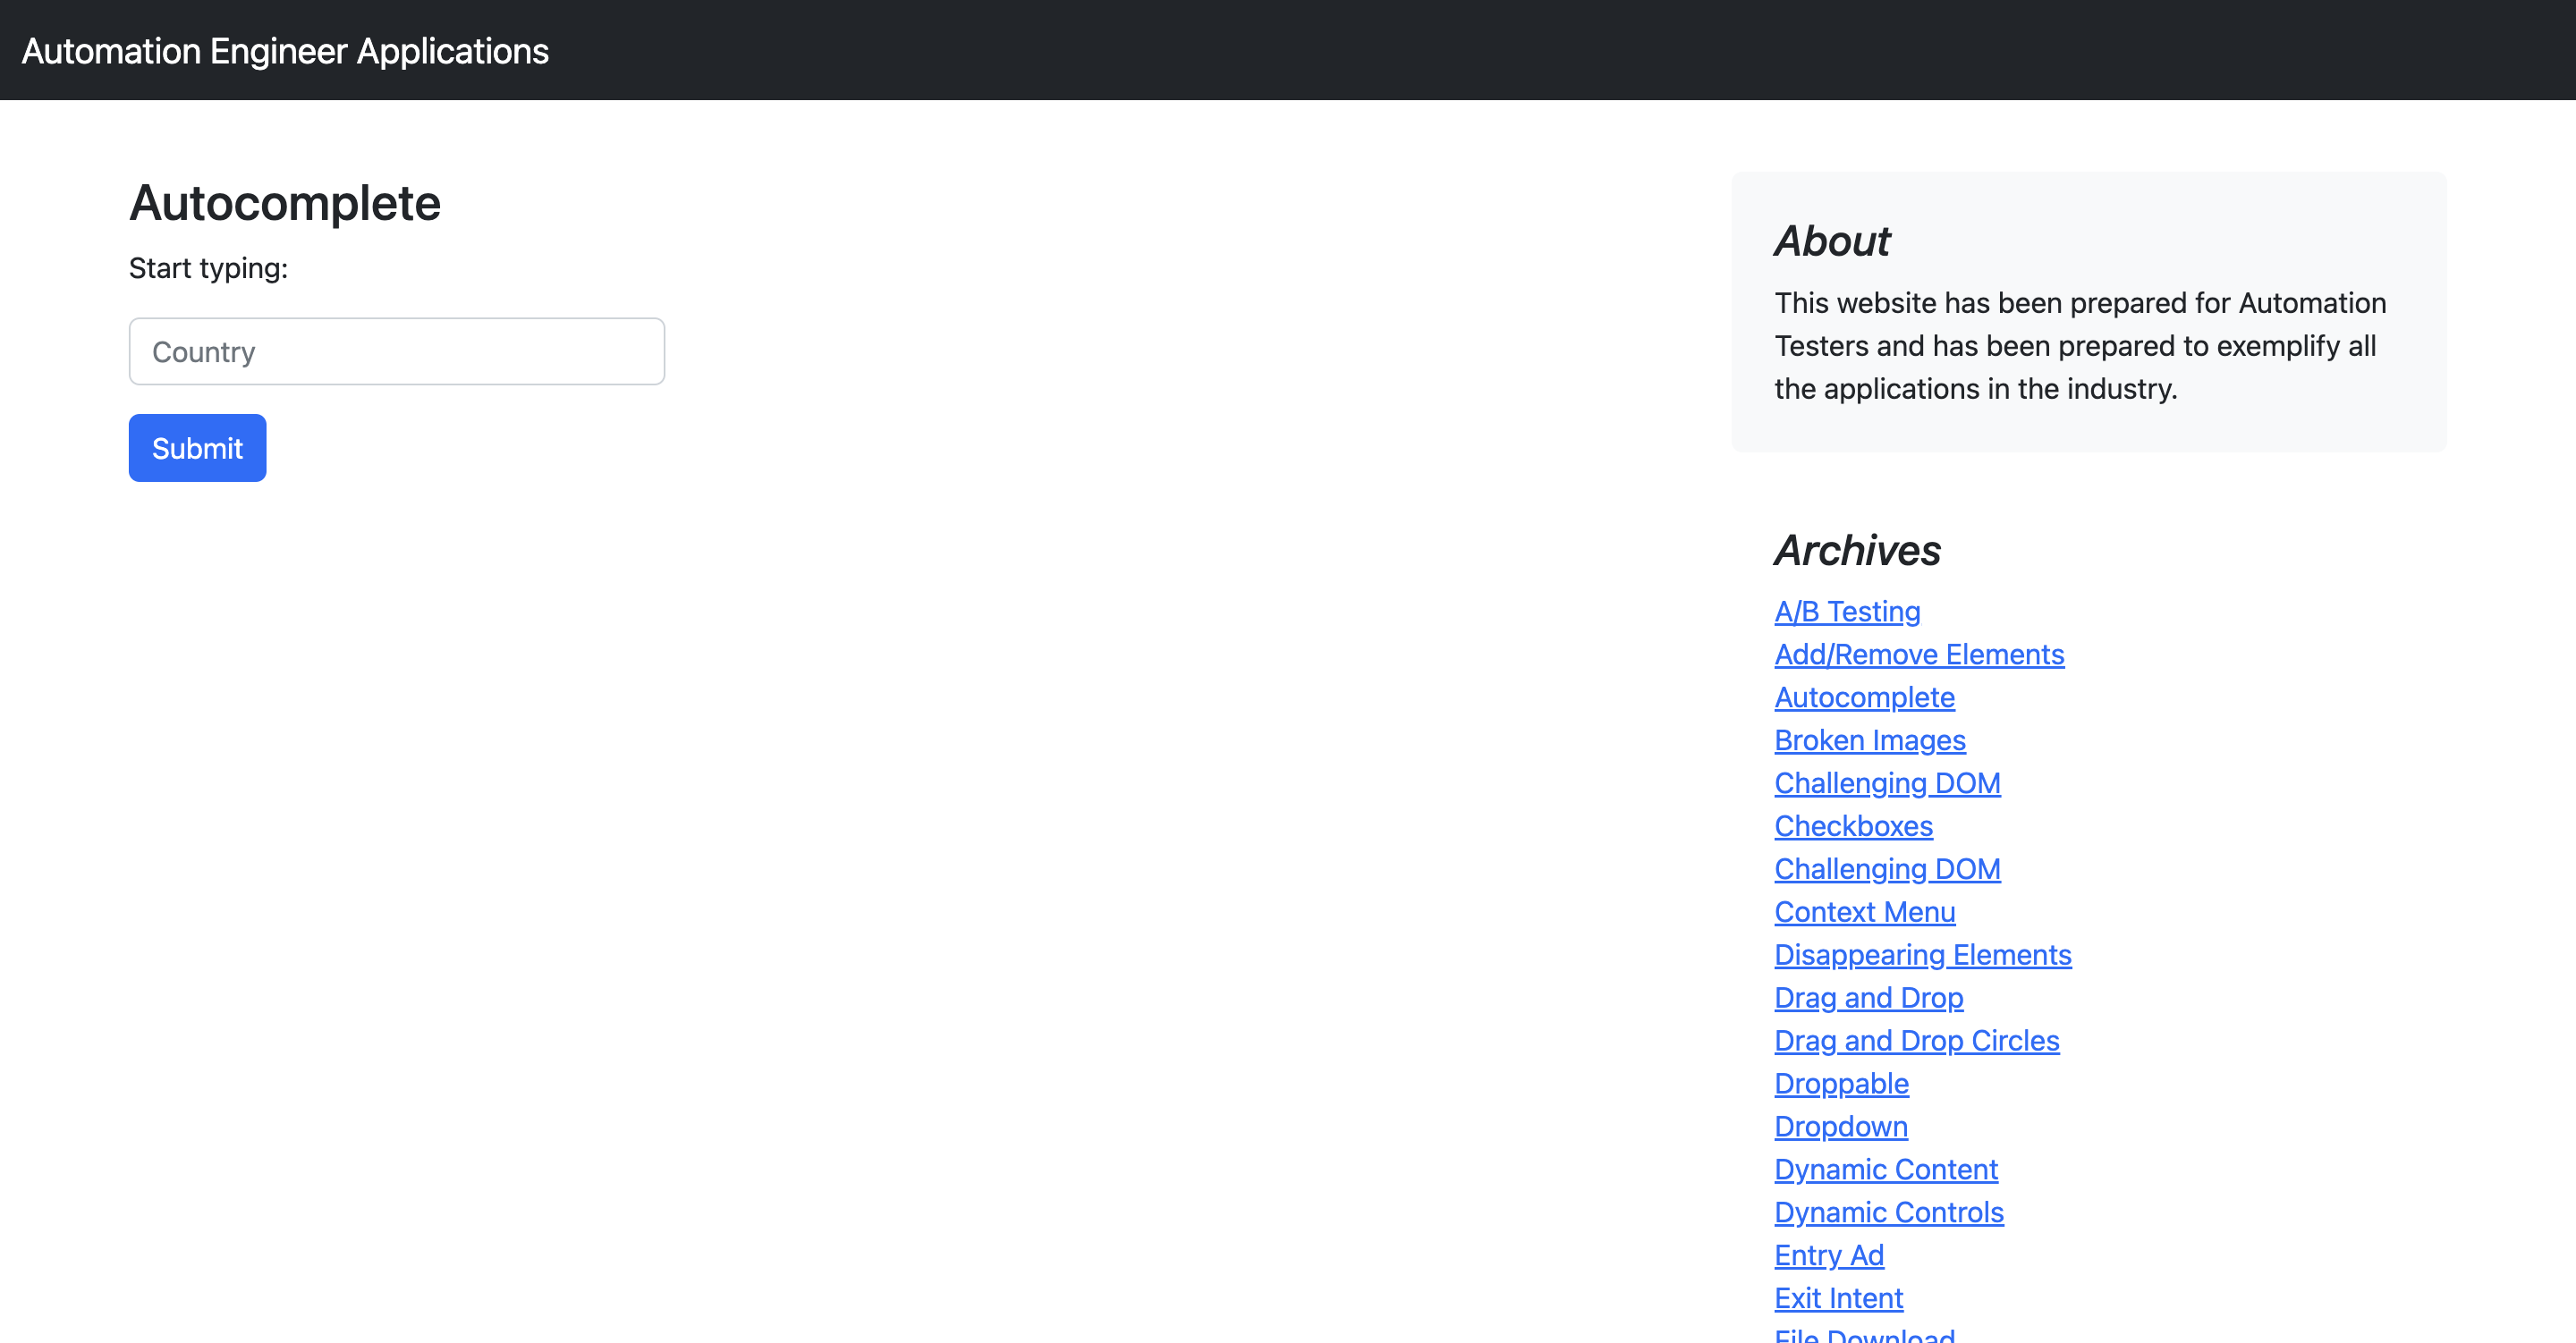 Automation Engineer Applications
Autocomplete
Start typing:
Country
Submit
About
This website has been prepared for Automation
Testers and has been prepared to exemplify all
the applications in the industry.
Archives
A/B Testing
Add/Remove Elements
Autocomplete
Broken Images
Challenging DOM
Checkboxes
Challenging DOM
Context Menu
Disappearing Elements
Drag and Drop
Drag and Drop Circles
Droppable
Dropdown
Dynamic Content
Dynamic Controls
Entry Ad
Exit Intent
File Download